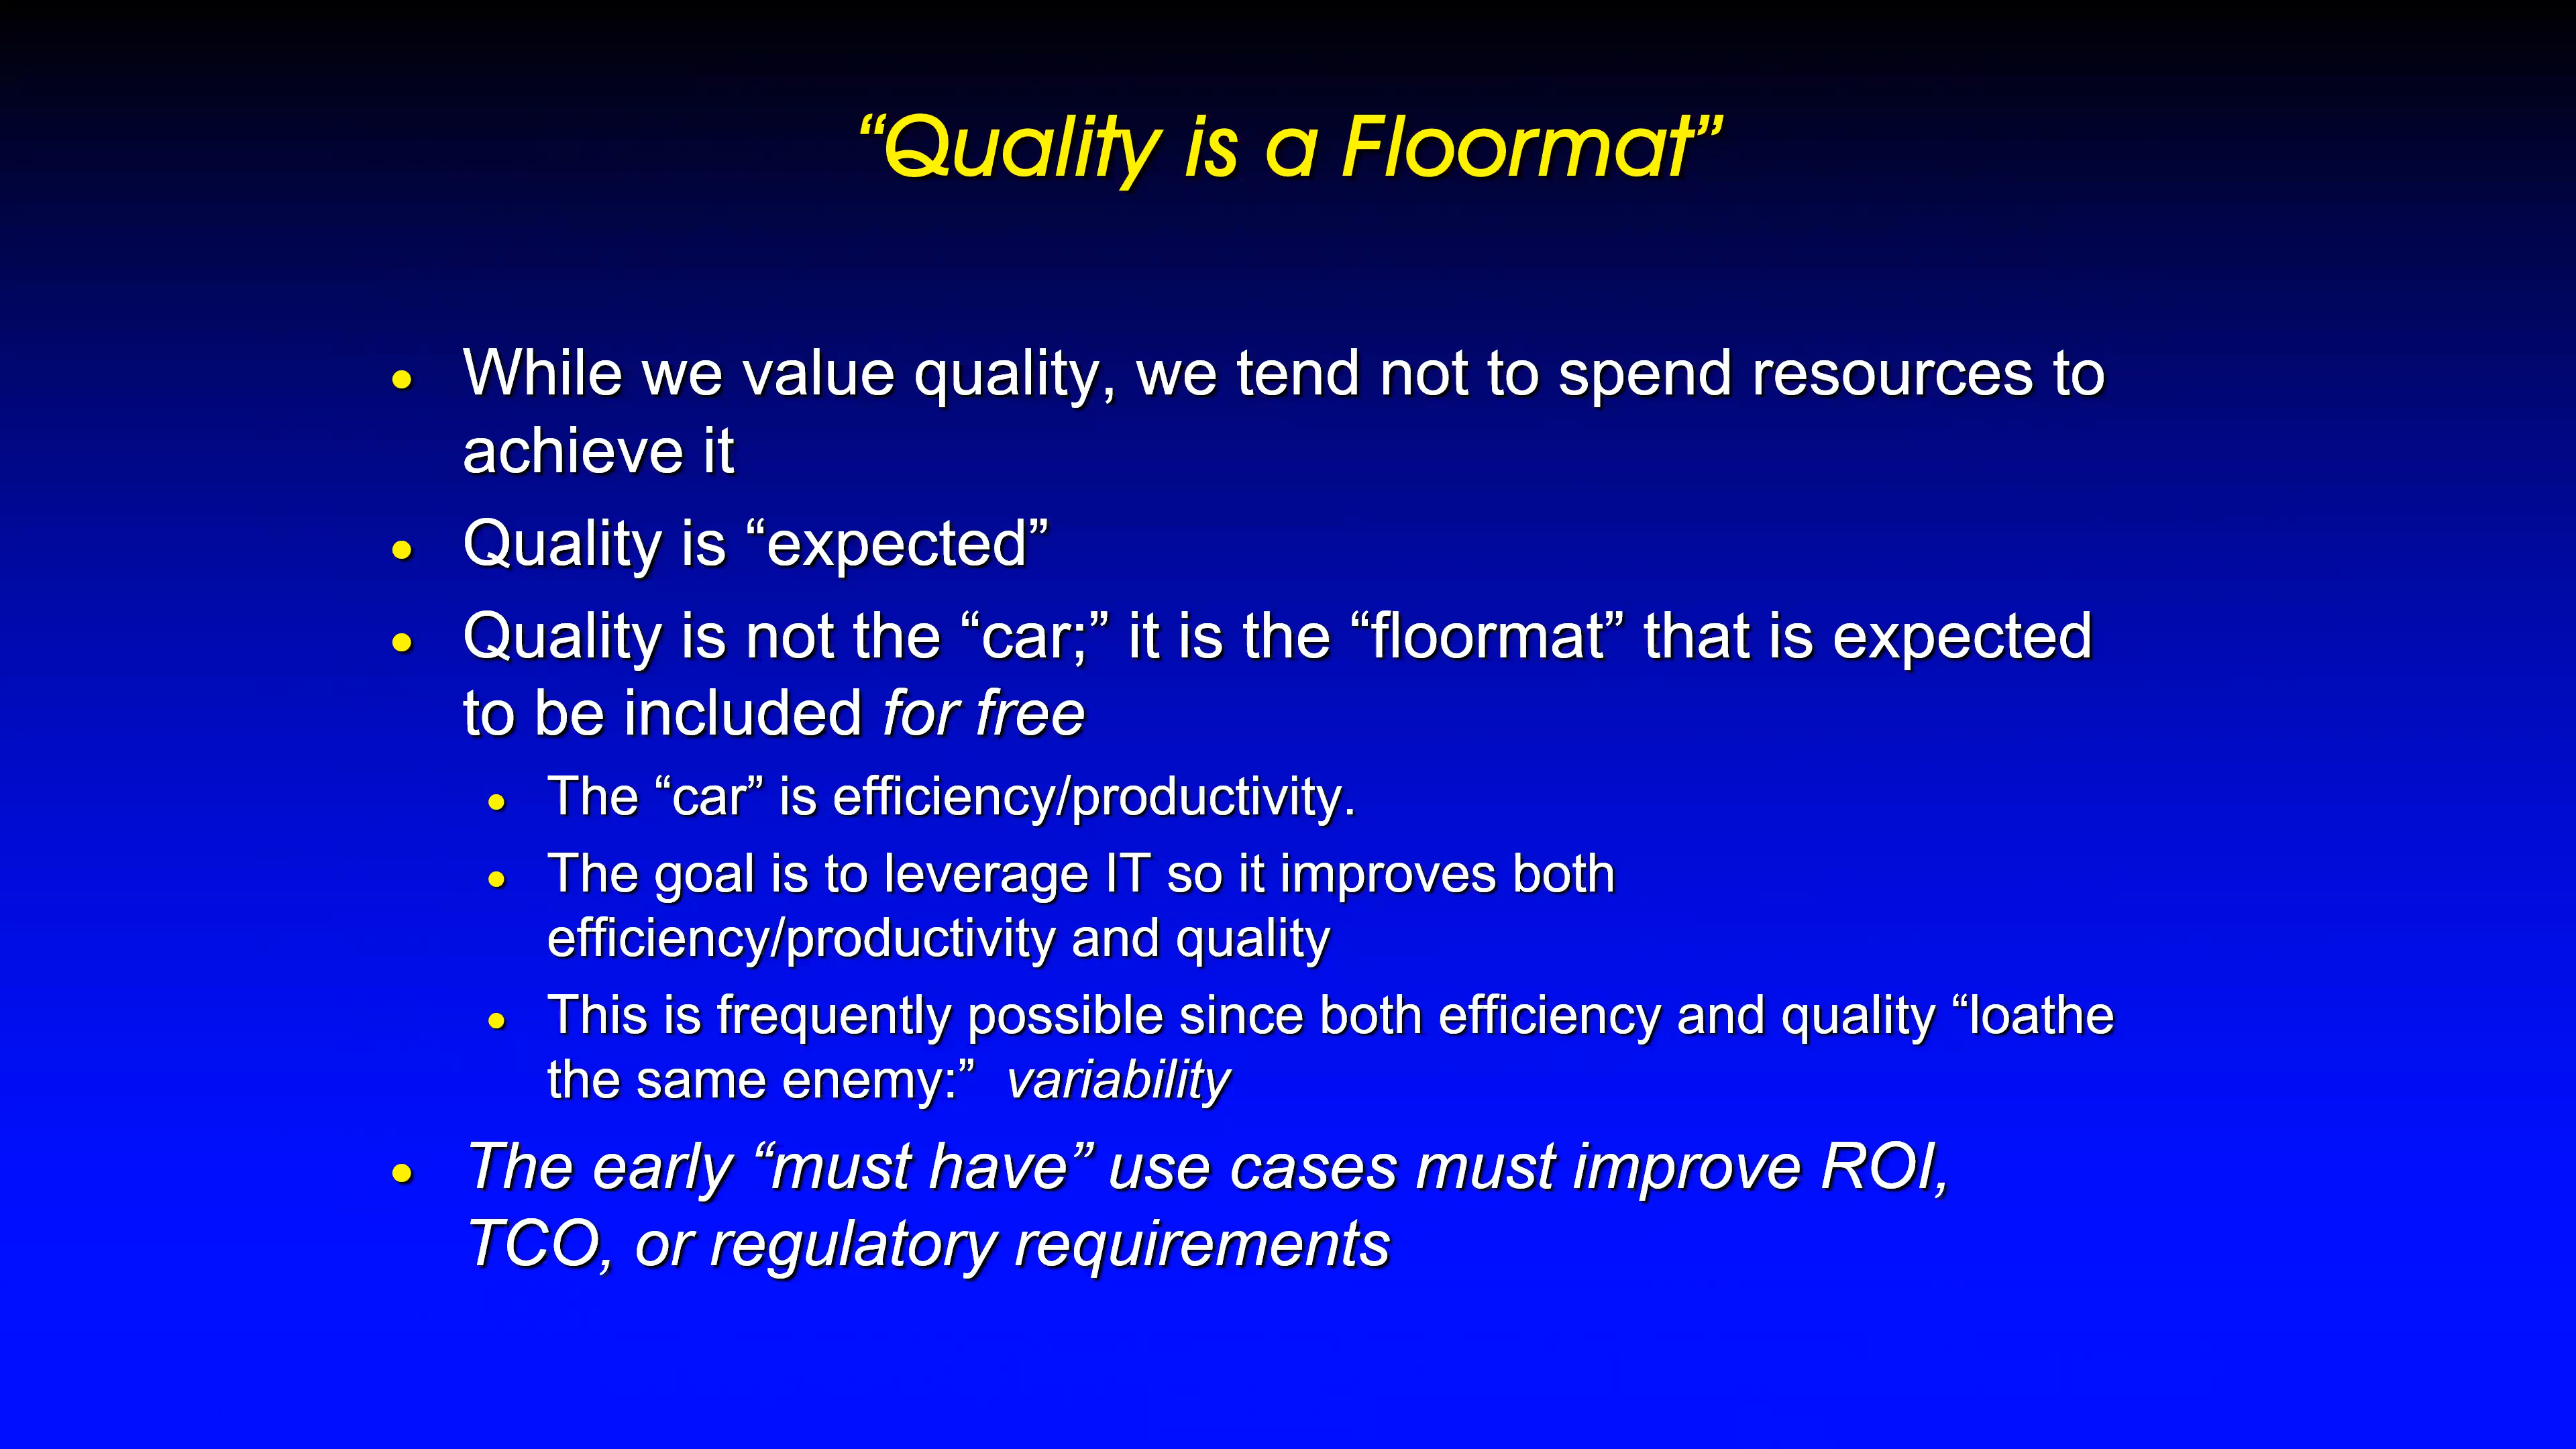 “Quality is a Floormat”
• While we value quality, we tend not to spend resources to
achieve it
• Quality is “expected”
• Quality is not the “car;” it is the “floormat” that is expected
to be included for free
• The “car” is efficiency/productivity.
• The goal is to leverage IT so it improves both
efficiency/productivity and quality
• This is frequently possible since both efficiency and quality “loathe
the same enemy:” variability
• The early “must have” use cases must improve ROI,
TCO, or regulatory requirements